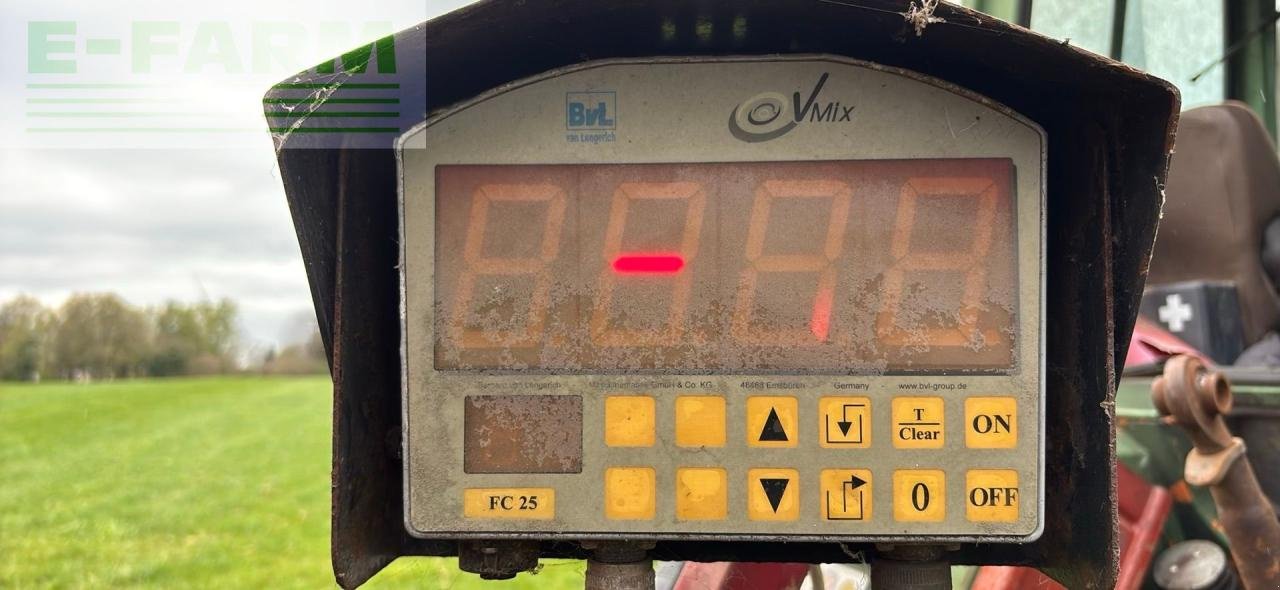 E-FARM
BvL
van Lengerich
VMix
Maschinenfabrik GmbH & Co. KG
48488 Emsbüren
Germany
www.bvl-group.de
T
Clear
ON
FC 25
0
OFF